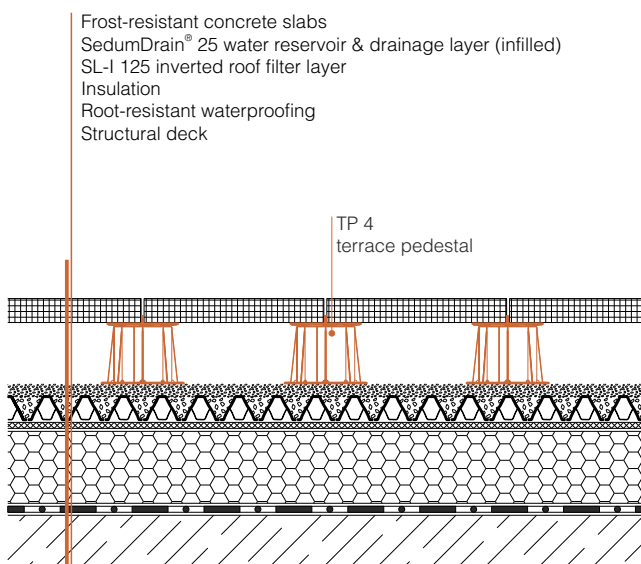 Frost-resistant concrete slabs
SedumDrain® 25 water reservoir & drainage layer (infilled)
SL-I 125 inverted roof filter layer
Insulation
Root-resistant waterproofing
Structural deck
TP 4
terrace pedestal